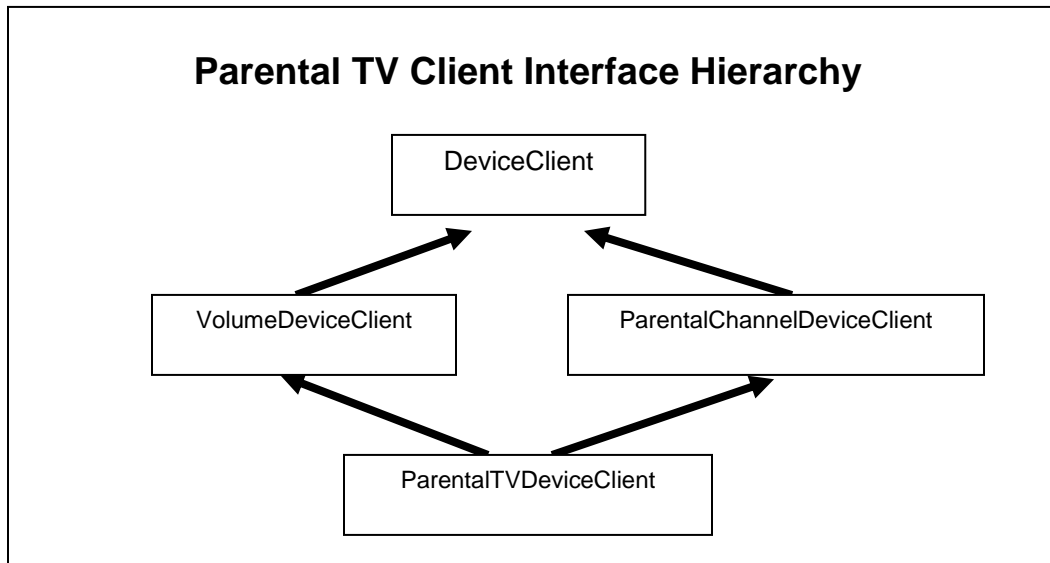 Parental TV Client Interface Hierarchy
DeviceClient
VolumeDeviceClient
ParentalChannelDeviceClient
ParentalTVDeviceClient